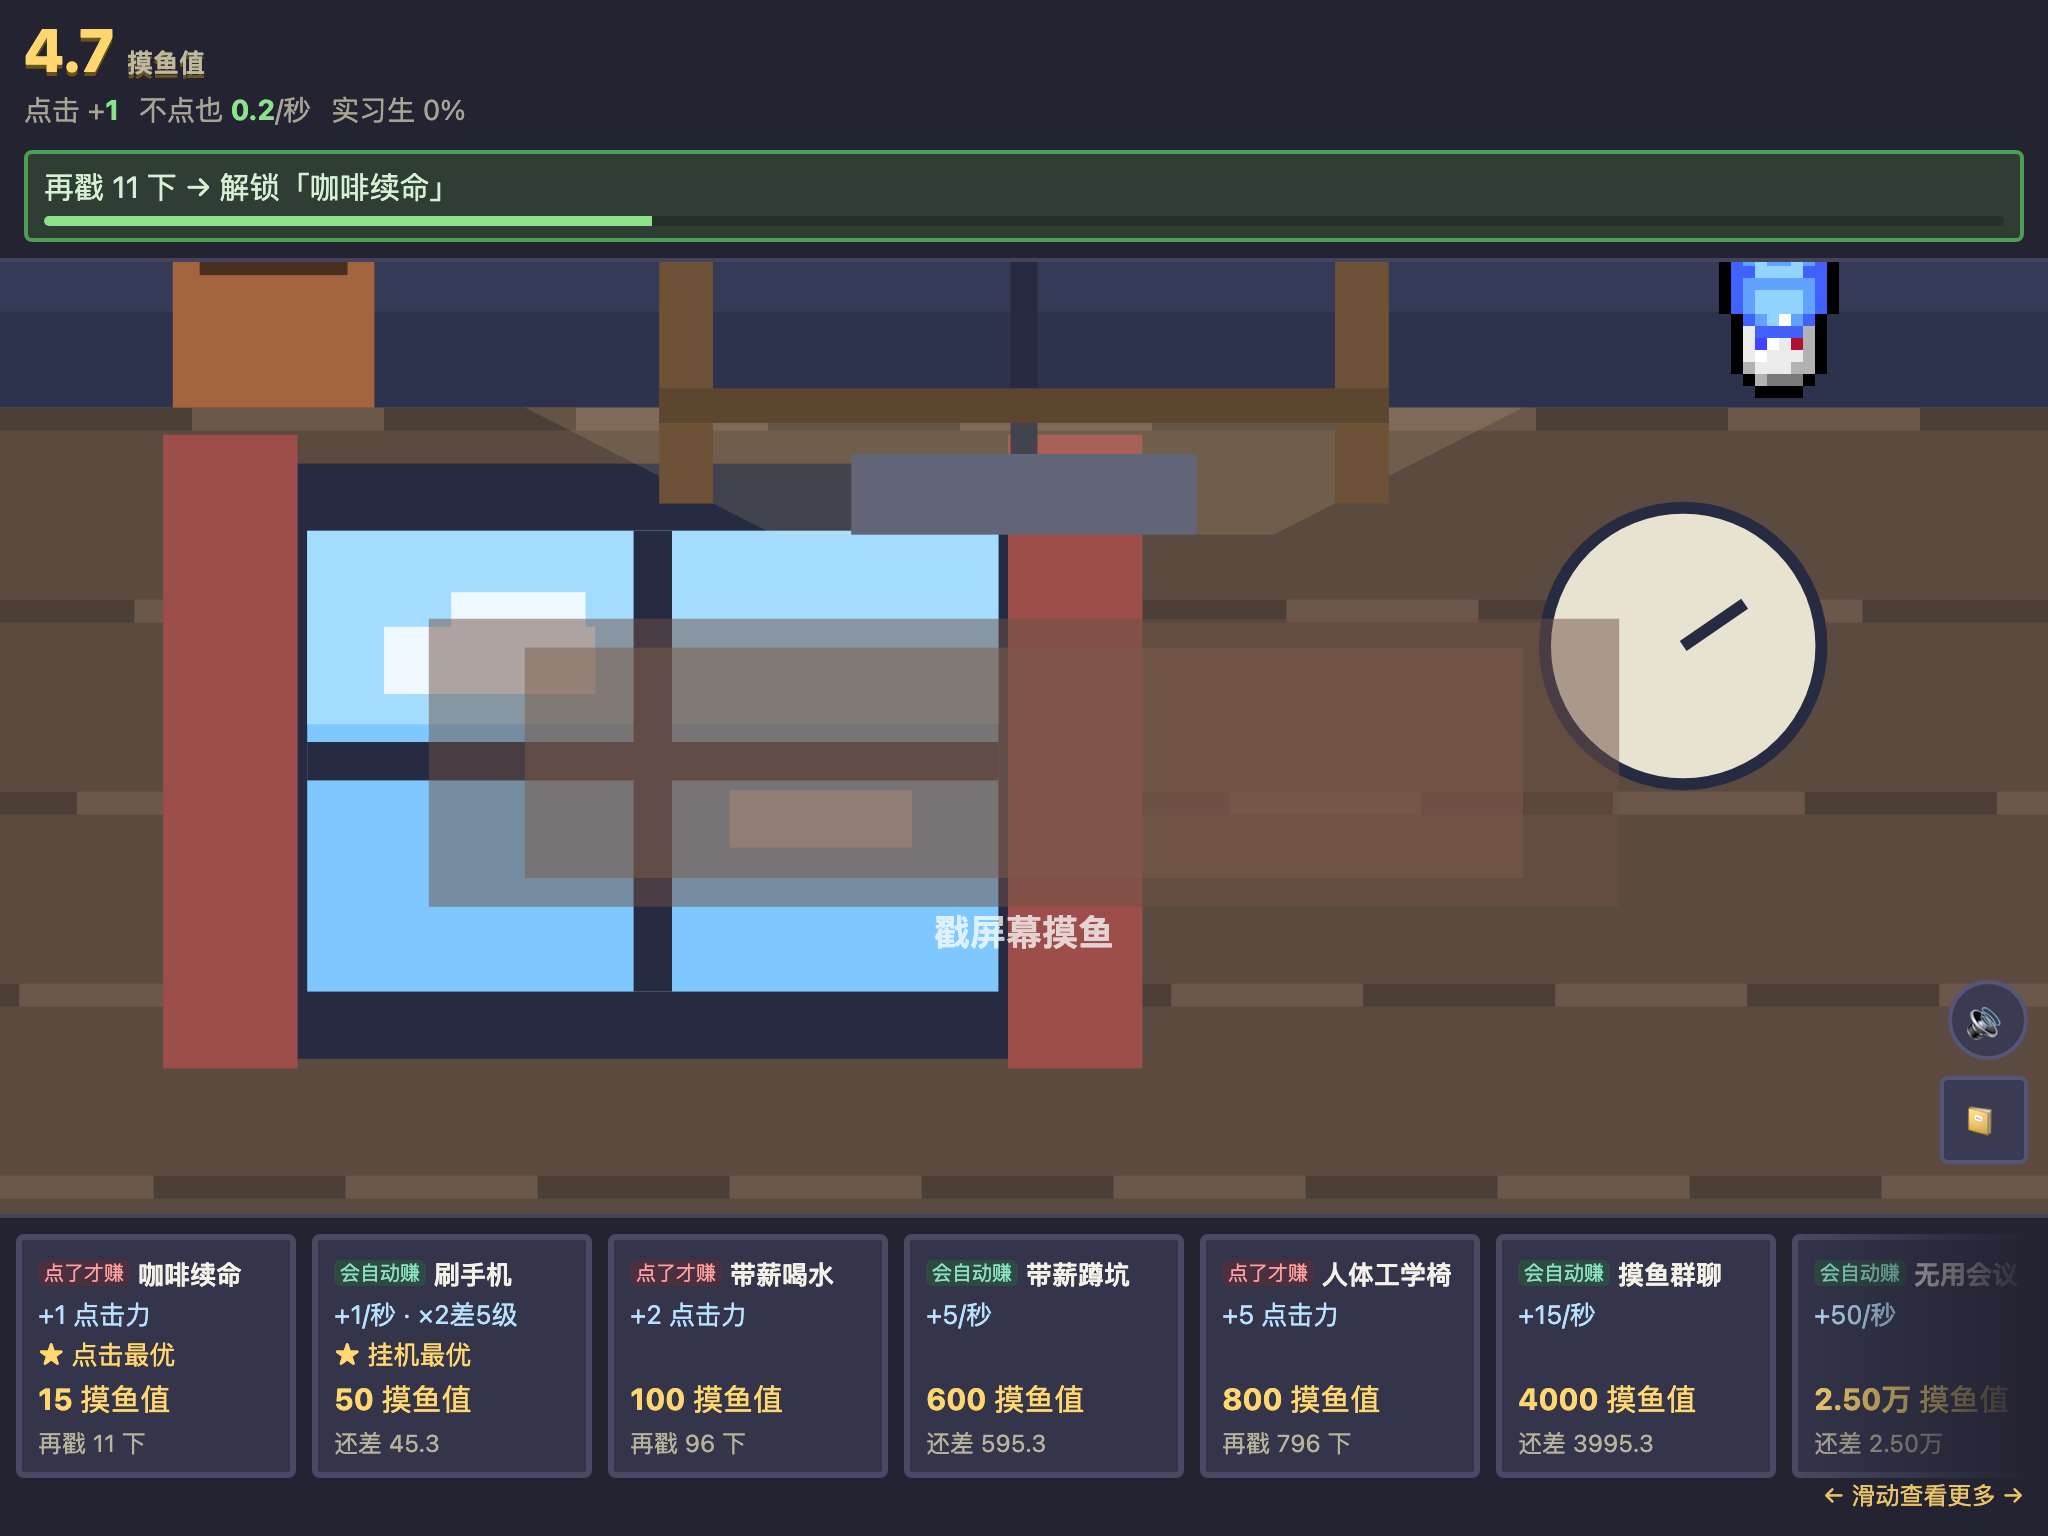 4.7 摸鱼值
点击 +1 不点也 0.2/秒 实习生 0%
再戳 11 下 → 解锁「咖啡续命」
戳屏幕摸鱼
点了才赚 咖啡续命
+1 点击力
★ 点击最优
15 摸鱼值
再戳 11 下
会自动赚 刷手机
+1/秒 · ×2差5级
★ 挂机最优
50 摸鱼值
还差 45.3
点了才赚 带薪喝水
+2 点击力
100 摸鱼值
再戳 96 下
会自动赚 带薪蹲坑
+5/秒
600 摸鱼值
还差 595.3
点了才赚 人体工学椅
+5 点击力
800 摸鱼值
再戳 796 下
会自动赚 摸鱼群聊
+15/秒
4000 摸鱼值
还差 3995.3
会自动赚 无用会议
+50/秒
2.50万 摸鱼值
还差 2.50万
← 滑动查看更多 →